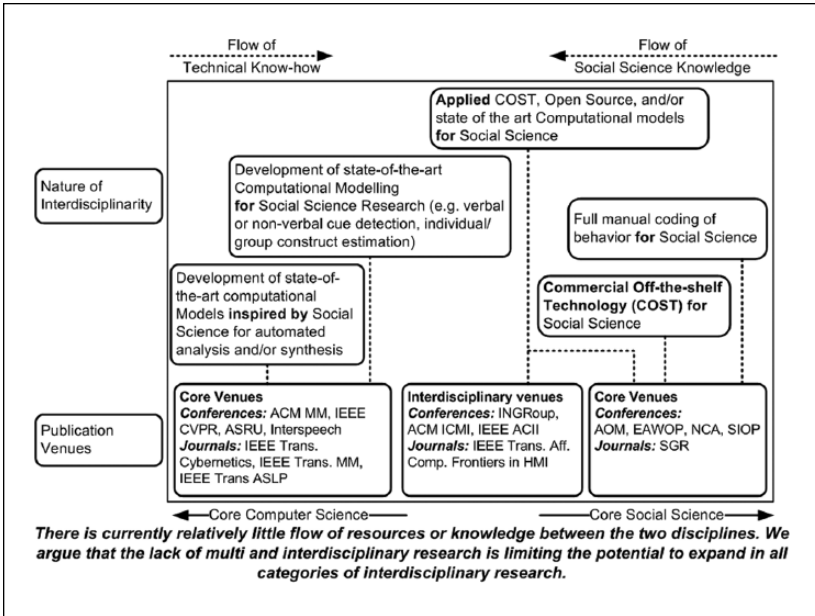 Flow of
Technical Know-how
Flow of
Social Science Knowledge
Applied COST, Open Source, and/or
state of the art Computational models
for Social Science
Nature of
Interdisciplinarity
Development of state-of-the-art
Computational Modelling
for Social Science Research (e.g. verbal
or non-verbal cue detection, individual/
group construct estimation)
Full manual coding of
behavior for Social Science
Development of state-of-
the-art computational
Models inspired by Social
Science for automated
analysis and/or synthesis
Commercial Off-the-shelf
Technology (COST) for
Social Science
Publication
Venues
Core Venues
Conferences: ACM MM, IEEE
CVPR, ASRU, Interspeech
Journals: IEEE Trans.
Cybernetics, IEEE Trans. MM,
IEEE Trans ASLP
Interdisciplinary venues
Conferences: INGRoup,
ACM ICMI, IEEE ACII
Journals: IEEE Trans. Aff.
Comp. Frontiers in HMI
Core Venues
Conferences:
AOM, EAWOP, NCA, SIOP
Journals: SGR
Core Computer Science
Core Social Science
There is currently relatively little flow of resources or knowledge between the two disciplines. We
argue that the lack of multi and interdisciplinary research is limiting the potential to expand in all
categories of interdisciplinary research.